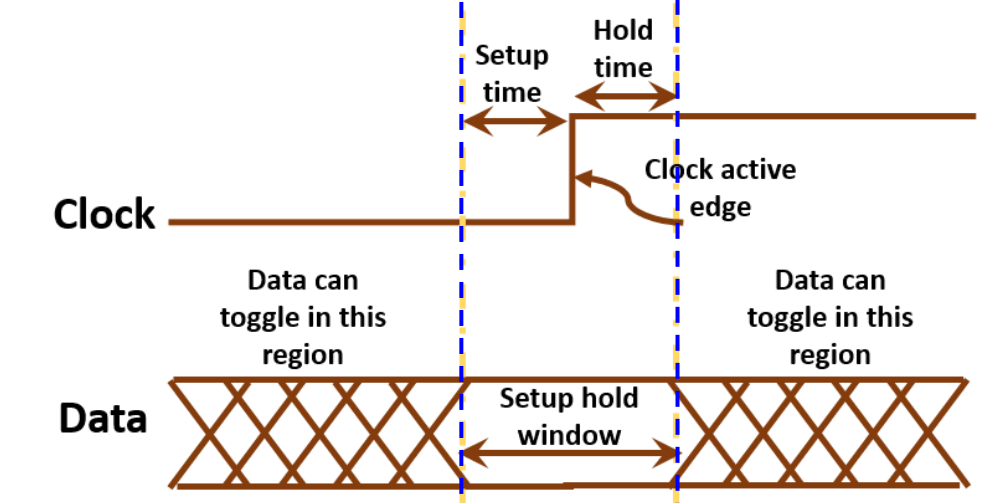 Setup
time
Hold
time
Clock active
edge
Clock
Data can
toggle in this
region
Data can
toggle in this
region
Data
Setup hold
window